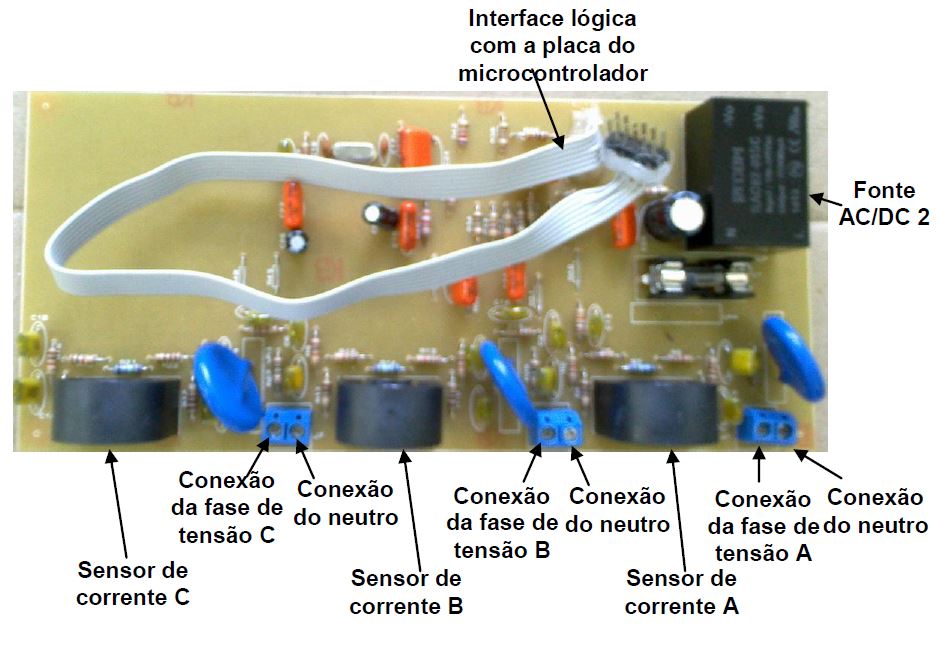 Interface lógica
com a placa do
microcontrolador
Fonte
AC/DC 2
Conexão
da fase de
tensão C
Conexão
do neutro
Conexão
da fase de
tensão B
Conexão
do neutro
Conexão
da fase de
tensão A
Conexão
do neutro
Sensor de
corrente C
Sensor de
corrente B
Sensor de
corrente A